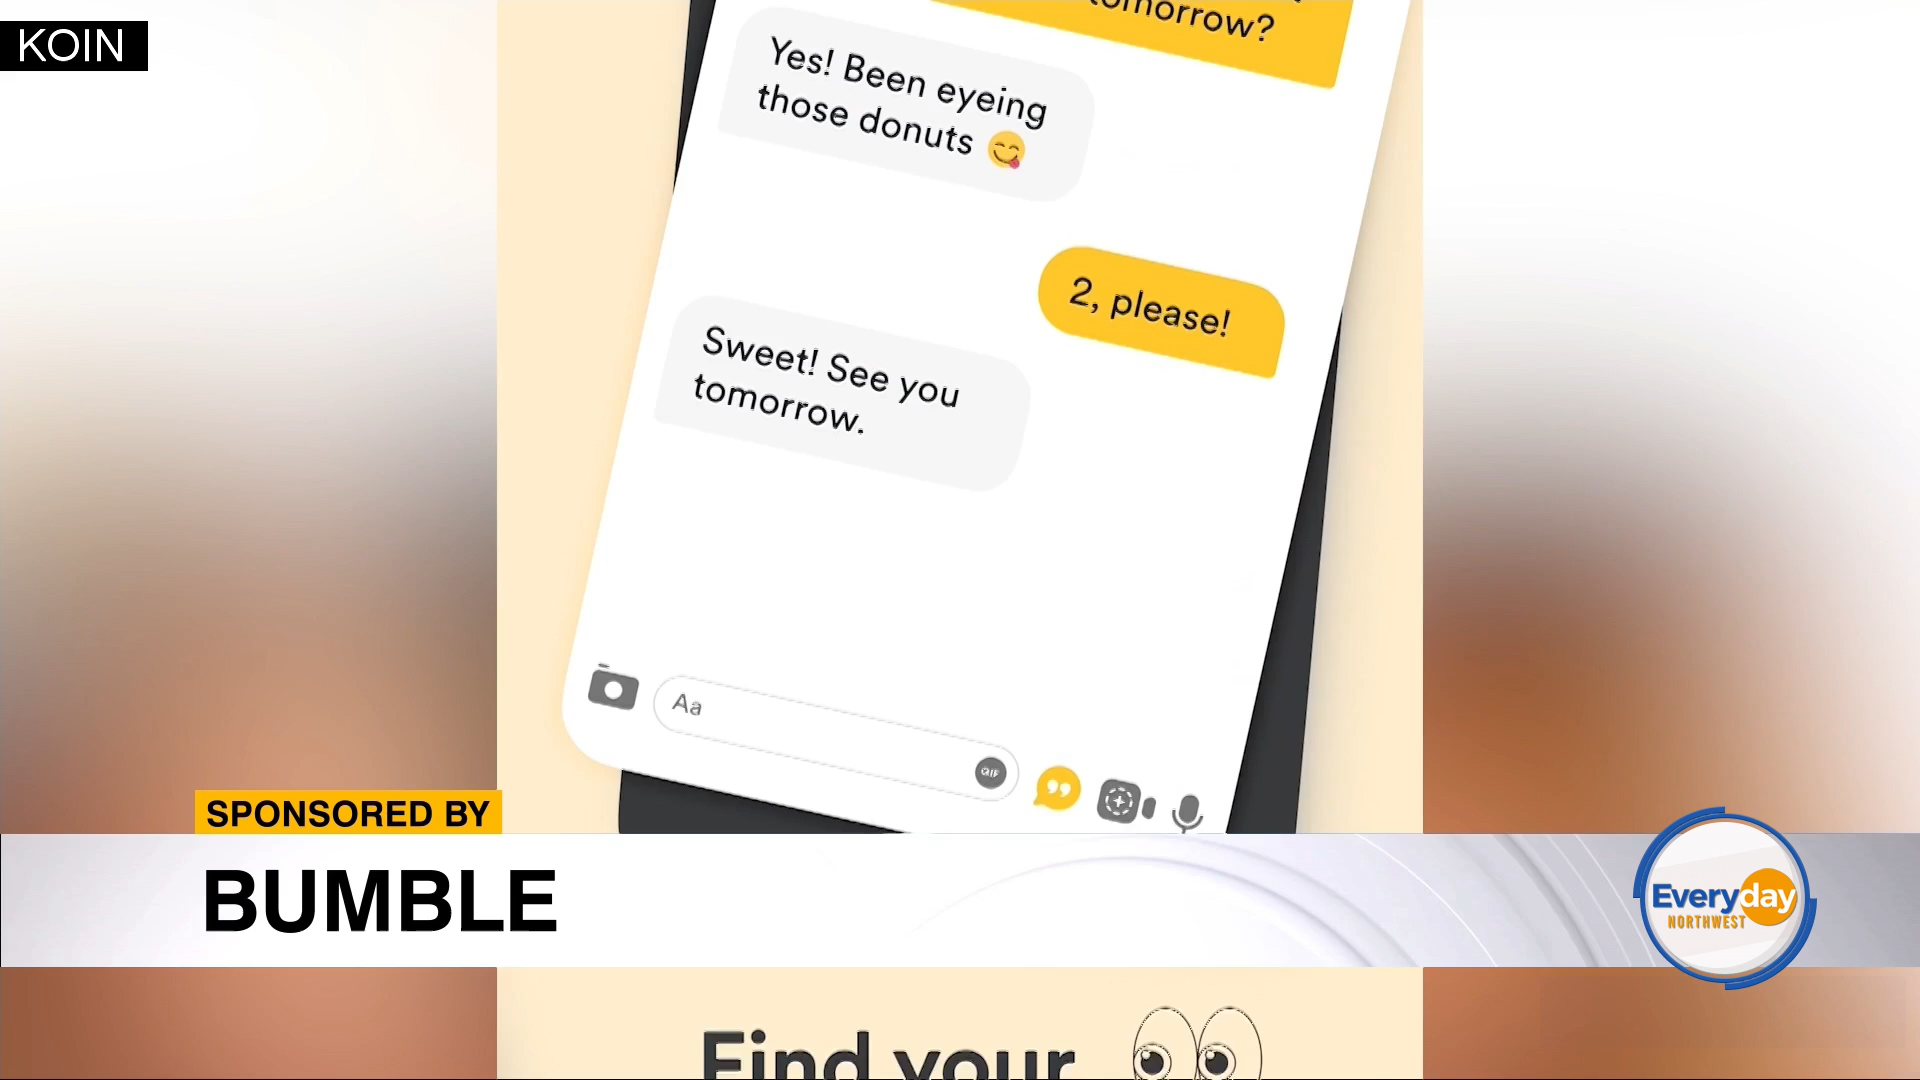 KOIN
tomorrow?
Yes! Been eyeing
those donuts 😋
2, please!
Sweet! See you
tomorrow.
Aa
GIF
SPONSORED BY
BUMBLE
Everyday
NORTHWEST
Find your 👀